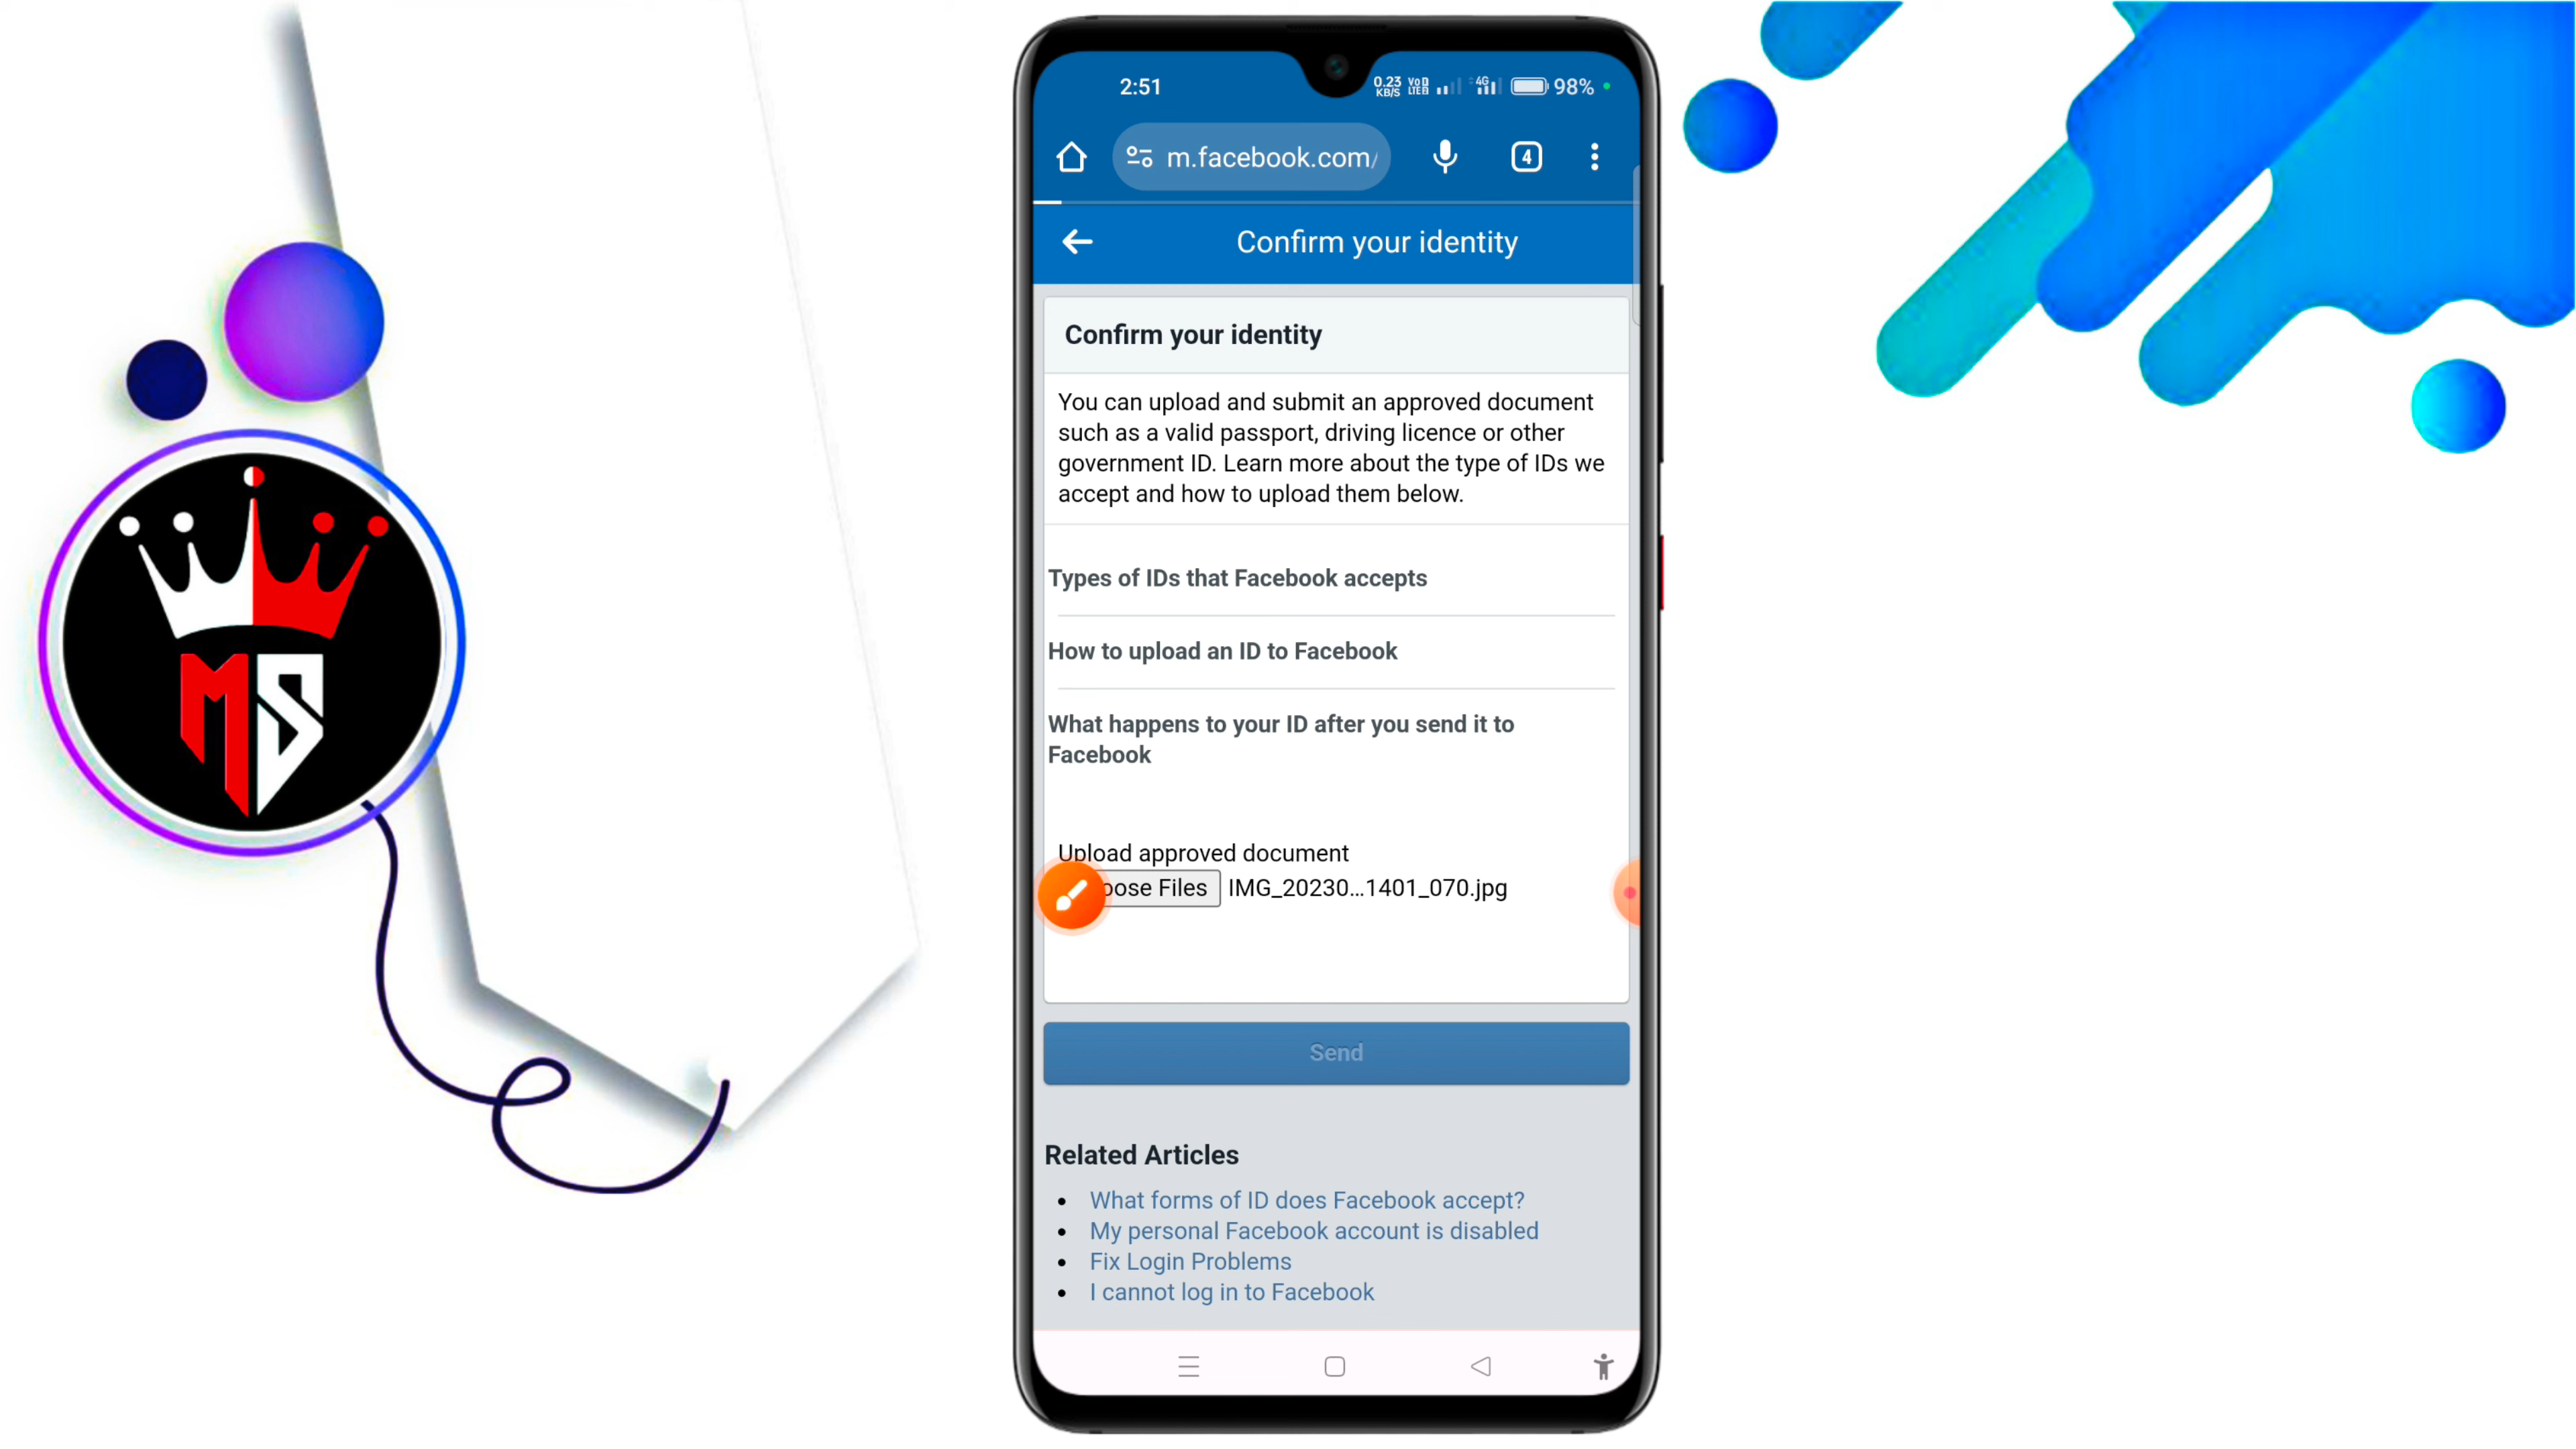 2:51
0.23 KB/S VoD LTE 4G 98%
m.facebook.com/
4
Confirm your identity
Confirm your identity
You can upload and submit an approved document
such as a valid passport, driving licence or other
government ID. Learn more about the type of IDs we
accept and how to upload them below.
Types of IDs that Facebook accepts
How to upload an ID to Facebook
What happens to your ID after you send it to
Facebook
Upload approved document
oose Files IMG_20230...1401_070.jpg
Send
Related Articles
What forms of ID does Facebook accept?
My personal Facebook account is disabled
Fix Login Problems
I cannot log in to Facebook
MS